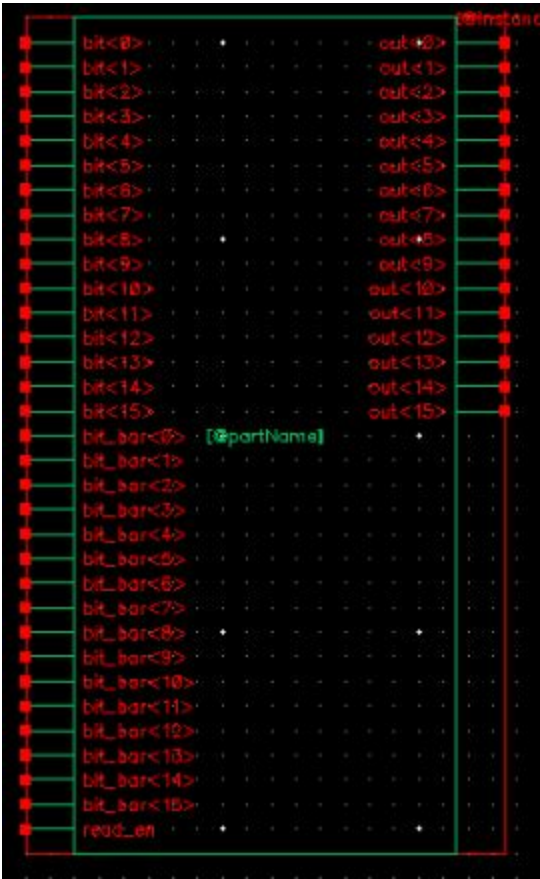 [@instanc
bit<0> out<0>
bit<1> out<1>
bit<2> out<2>
bit<3> out<3>
bit<4> out<4>
bit<5> out<5>
bit<6> out<6>
bit<7> out<7>
bit<8> out<8>
bit<9> out<9>
bit<10> out<10>
bit<11> out<11>
bit<12> out<12>
bit<13> out<13>
bit<14> out<14>
bit<15> out<15>
bit_bar<0> [@partName]
bit_bar<1>
bit_bar<2>
bit_bar<3>
bit_bar<4>
bit_bar<5>
bit_bar<6>
bit_bar<7>
bit_bar<8>
bit_bar<9>
bit_bar<10>
bit_bar<11>
bit_bar<12>
bit_bar<13>
bit_bar<14>
bit_bar<15>
read_en